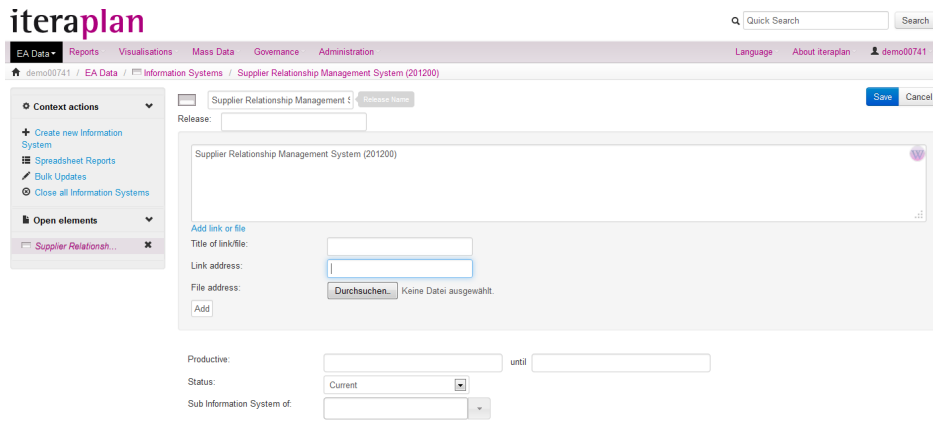 iteraplan
Quick Search
Search
EA Data
Reports
Visualisations
Mass Data
Governance
Administration
Language
About iteraplan
demo00741
demo00741 / EA Data / Information Systems / Supplier Relationship Management System (201200)
Context actions
Create new Information
System
Spreadsheet Reports
Bulk Updates
Close all Information Systems
Open elements
Supplier Relationsh...
Supplier Relationship Management S
Release Name
Save
Cancel
Release:
Supplier Relationship Management System (201200)
W
Add link or file
Title of link/file:
Link address:
File address:
Durchsuchen..
Keine Datei ausgewählt.
Add
Productive:
until
Status:
Current
Sub Information System of: